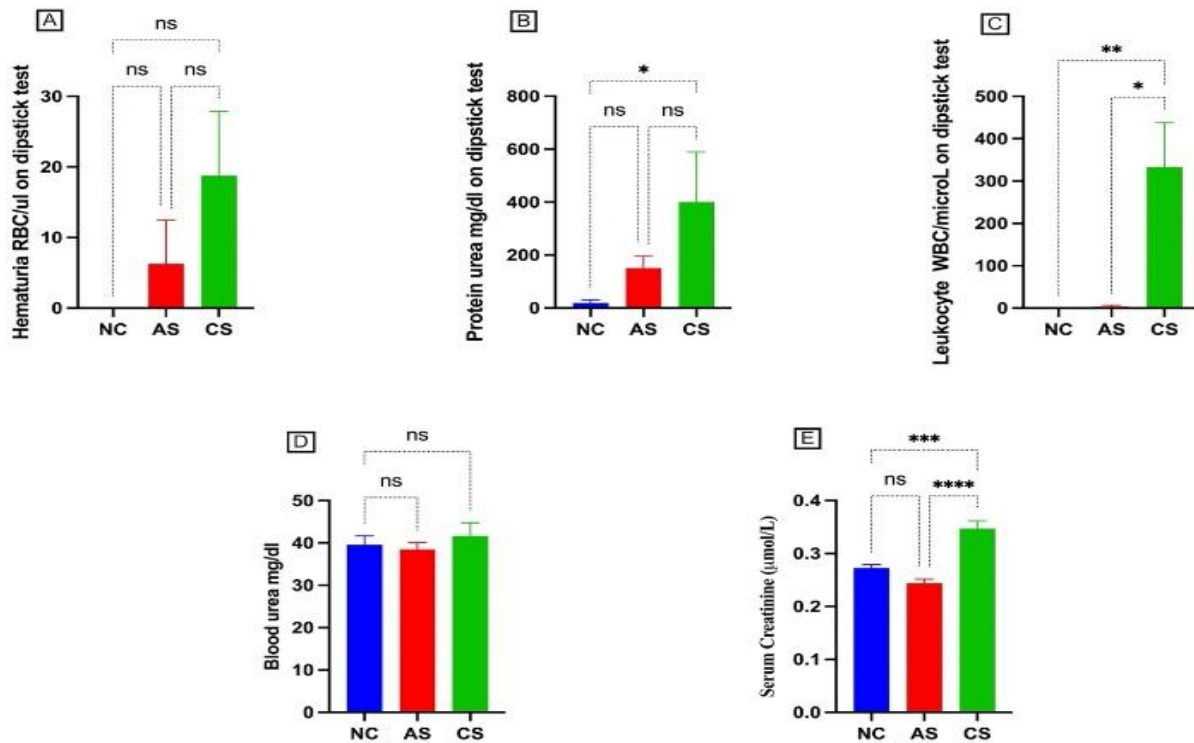 A
ns
ns
ns
Hematuria RBC/ul on dipstick test
30
20
10
0
NC AS CS
B
*
ns
ns
Protein urea mg/dl on dipstick test
800
600
400
200
0
NC AS CS
C
**
*
Leukocyte WBC/microL on dipstick test
500
400
300
200
100
0
NC AS CS
D
ns
ns
Blood urea mg/dl
50
40
30
20
10
0
NC AS CS
E
***
ns
****
Serum Creatinine (µmol/L)
0.4
0.3
0.2
0.1
0.0
NC AS CS